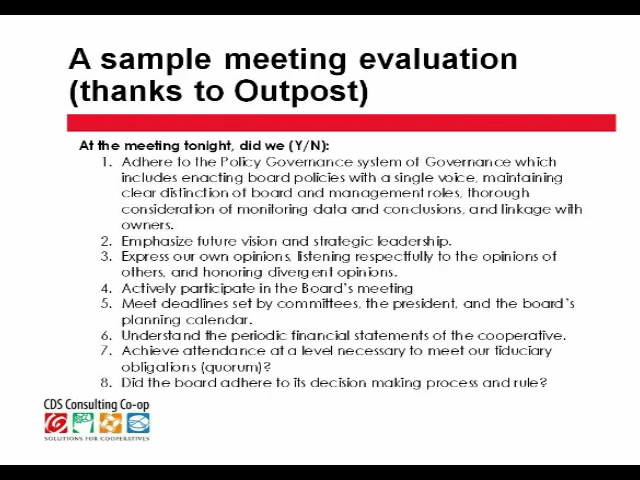 A sample meeting evaluation
(thanks to Outpost)
At the meeting tonight, did we (Y/N):
1. Adhere to the Policy Governance system of Governance which
includes enacting board policies with a single voice, maintaining
clear distinction of board and management roles, thorough
consideration of monitoring data and conclusions, and linkage with
owners.
2. Emphasize future vision and strategic leadership.
3. Express our own opinions, listening respectfully to the opinions of
others, and honoring divergent opinions.
4. Actively participate in the Board's meeting
5. Meet deadlines set by committees, the president, and the board's
planning calendar.
6. Understand the periodic financial statements of the cooperative.
7. Achieve attendance at a level necessary to meet our fiduciary
obligations (quorum)?
8. Did the board adhere to its decision making process and rule?
CDS Consulting Co-op
SOLUTIONS FOR COOPERATIVES